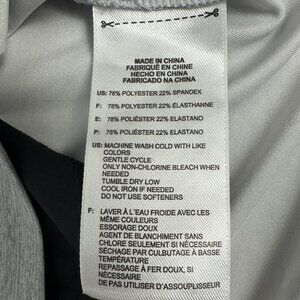 MADE IN CHINA
FABRIQUÉ EN CHINE
HECHO EN CHINA
FABRICADO NA CHINA
US: 78% POLYESTER 22% SPANDEX
F: 78% POLYESTER 22% ÉLASTHANNE
E: 78% POLIÉSTER 22% ELASTANO
P: 78% POLIÉSTER 22% ELASTANO
US: MACHINE WASH COLD WITH LIKE
COLORS
GENTLE CYCLE
ONLY NON-CHLORINE BLEACH WHEN
NEEDED
TUMBLE DRY LOW
COOL IRON IF NEEDED
DO NOT USE SOFTENERS
F: LAVER À L'EAU FROIDE AVEC LES
MÊME COULEURS
ESSORAGE DOUX
AGENT DE BLANCHIMENT SANS
CHLORE SEULEMENT SI NÉCESSAIRE
SÉCHAGE PAR CULBUTAGE À BASSE
TEMPÉRATURE
REPASSAGE À FER DOUX, SI
NÉCESSAIRE
DE PAS UTILISER D'ASSOUPLISSEUR